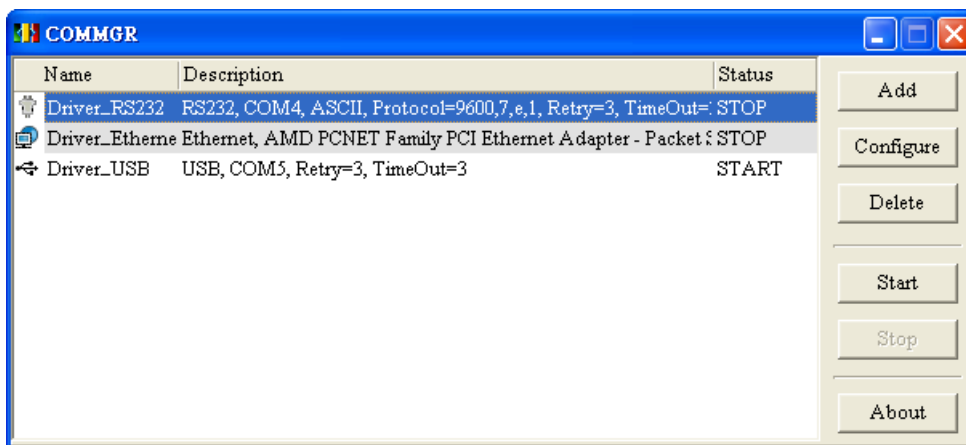 COMMGR
Name Description Status
Driver_RS232 RS232, COM4, ASCII, Protocol=9600,7,e,1, Retry=3, TimeOut= STOP
Driver_Etherne Ethernet, AMD PCNET Family PCI Ethernet Adapter - Packet STOP
Driver_USB USB, COM5, Retry=3, TimeOut=3 START
Add
Configure
Delete
Start
Stop
About